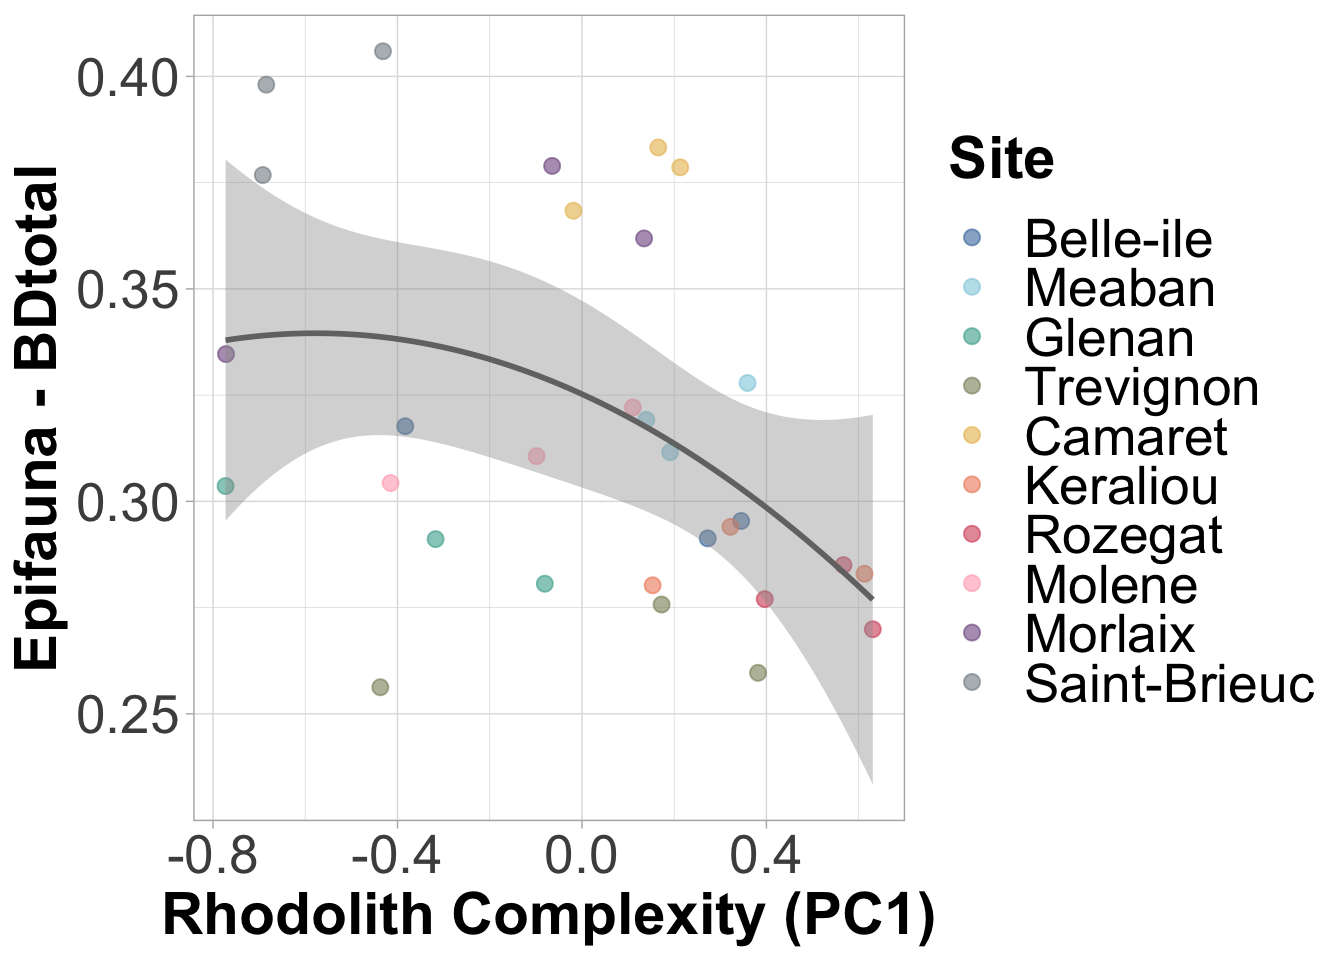 Epifauna - BDtotal
0.40
0.35
0.30
0.25
-0.8
-0.4
0.0
0.4
Rhodolith Complexity (PC1)
Site
Belle-ile
Meaban
Glenan
Trevignon
Camaret
Keraliou
Rozegat
Molene
Morlaix
Saint-Brieuc